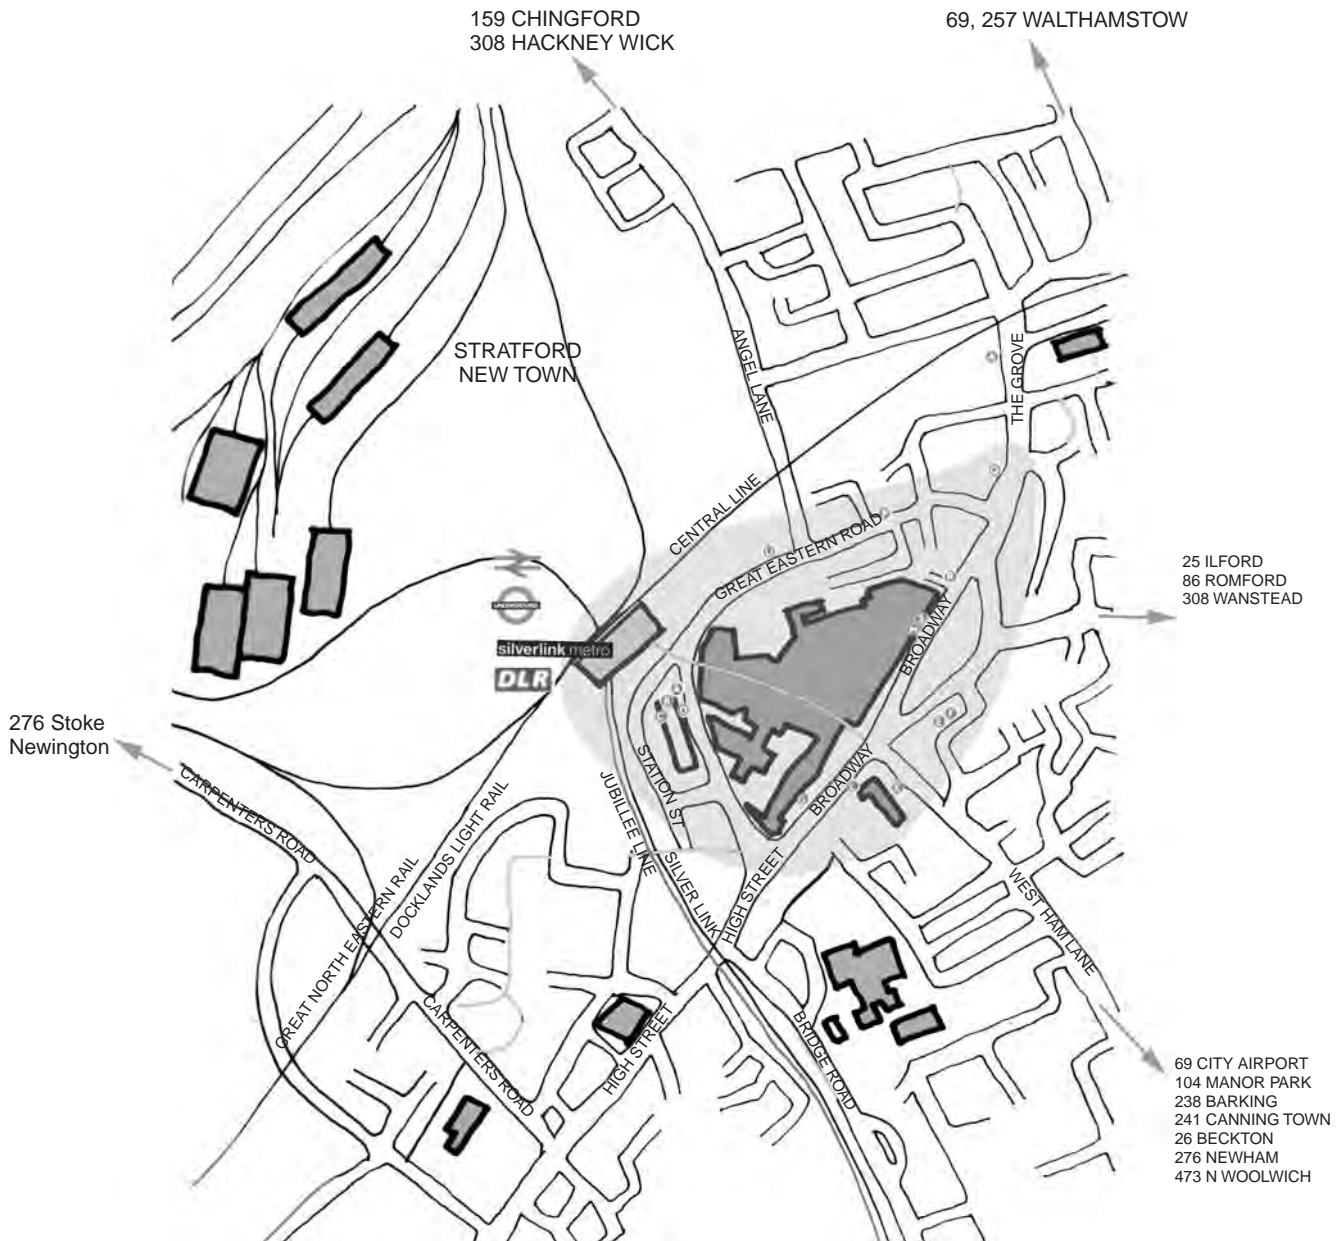 159 CHINGFORD
308 HACKNEY WICK
69, 257 WALTHAMSTOW
STRATFORD
NEW TOWN
ANGEL LANE
THE GROVE
CENTRAL LINE
GREAT EASTERN ROAD
25 ILFORD
86 ROMFORD
308 WANSTEAD
UNDERGROUND
silverlink metro
DLR
BROADWAY
276 Stoke
Newington
CARPENTERS ROAD
STATION ST
JUBILLEE LINE
BROADWAY
DOCKLANDS LIGHT RAIL
GREAT NORTH EASTERN RAIL
SILVER LINK
HIGH STREET
WEST HAM LANE
CARPENTERS ROAD
HIGH STREET
BRIDGE ROAD
69 CITY AIRPORT
104 MANOR PARK
238 BARKING
241 CANNING TOWN
26 BECKTON
276 NEWHAM
473 N WOOLWICH